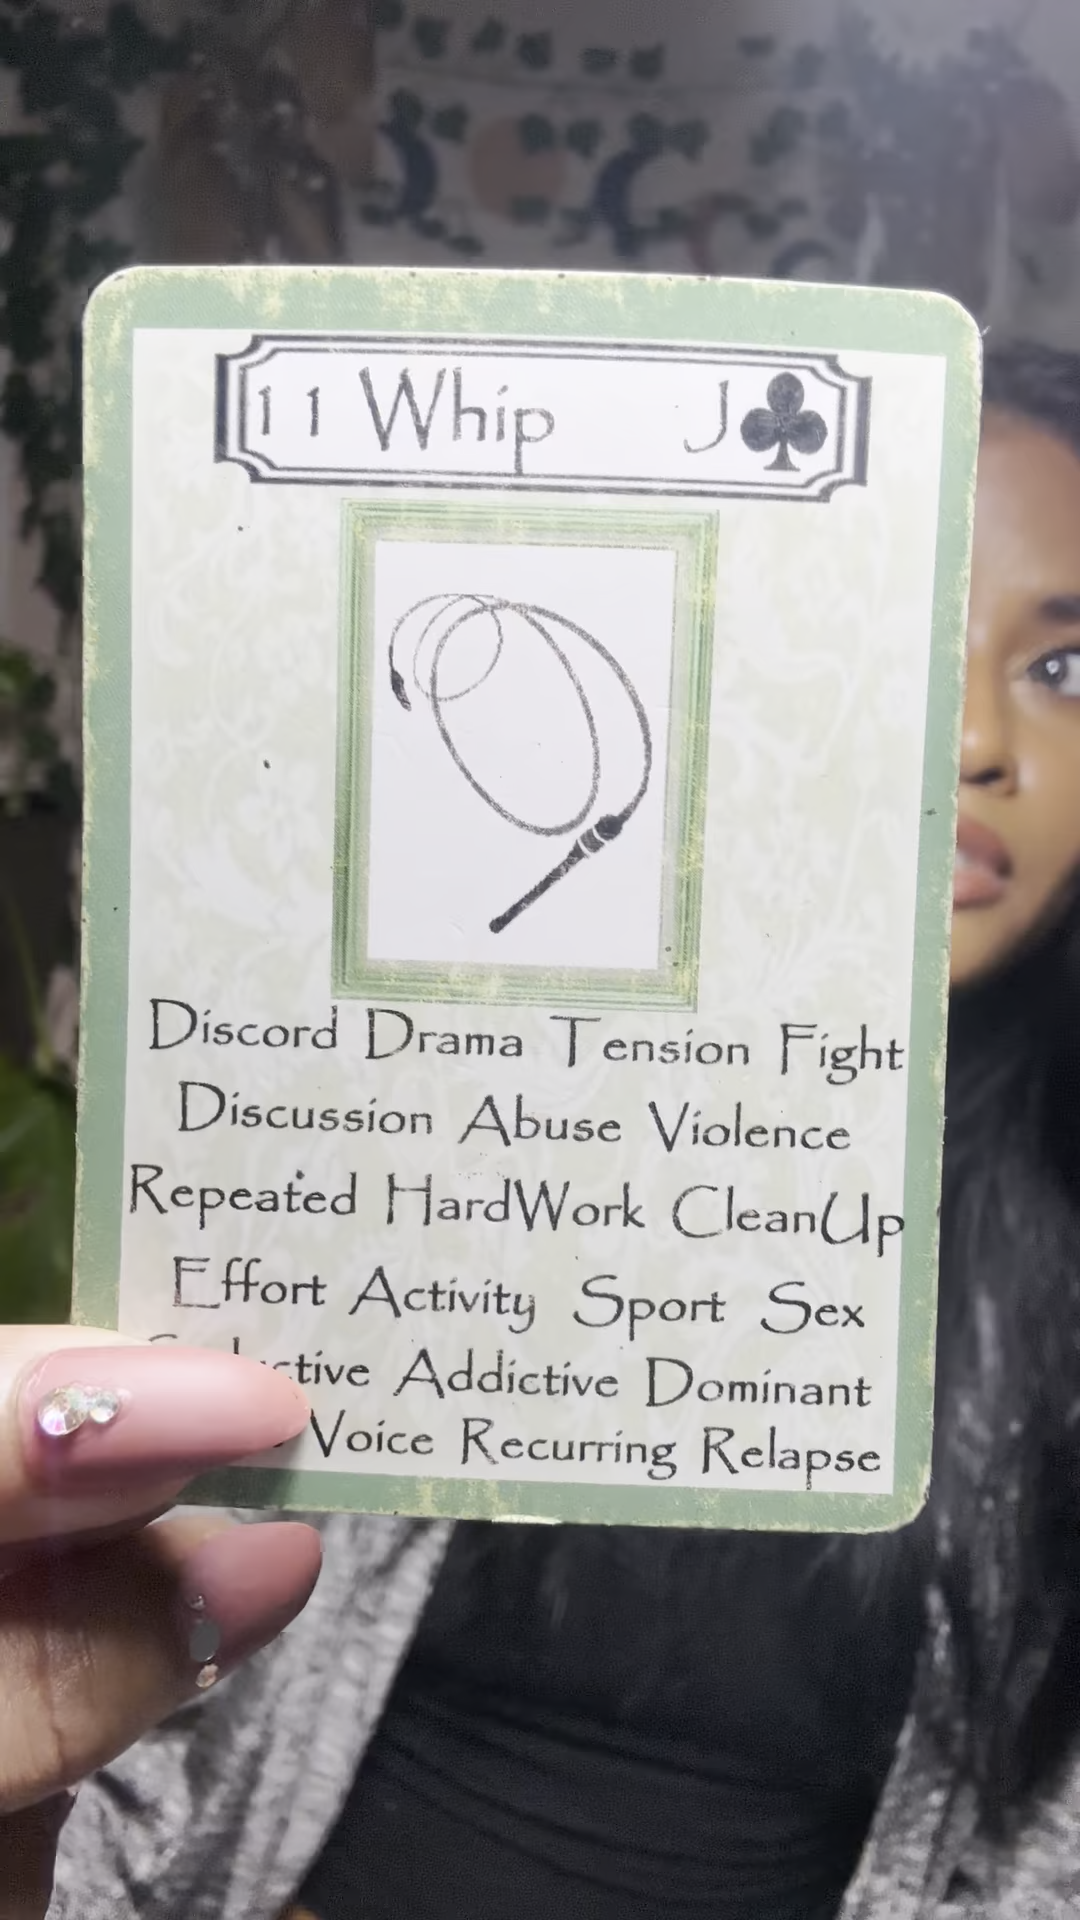 11 Whip J♣
Discord Drama Tension Fight
Discussion Abuse Violence
Repeated HardWork CleanUp
Effort Activity Sport Sex
Addictive Dominant
Voice Recurring Relapse